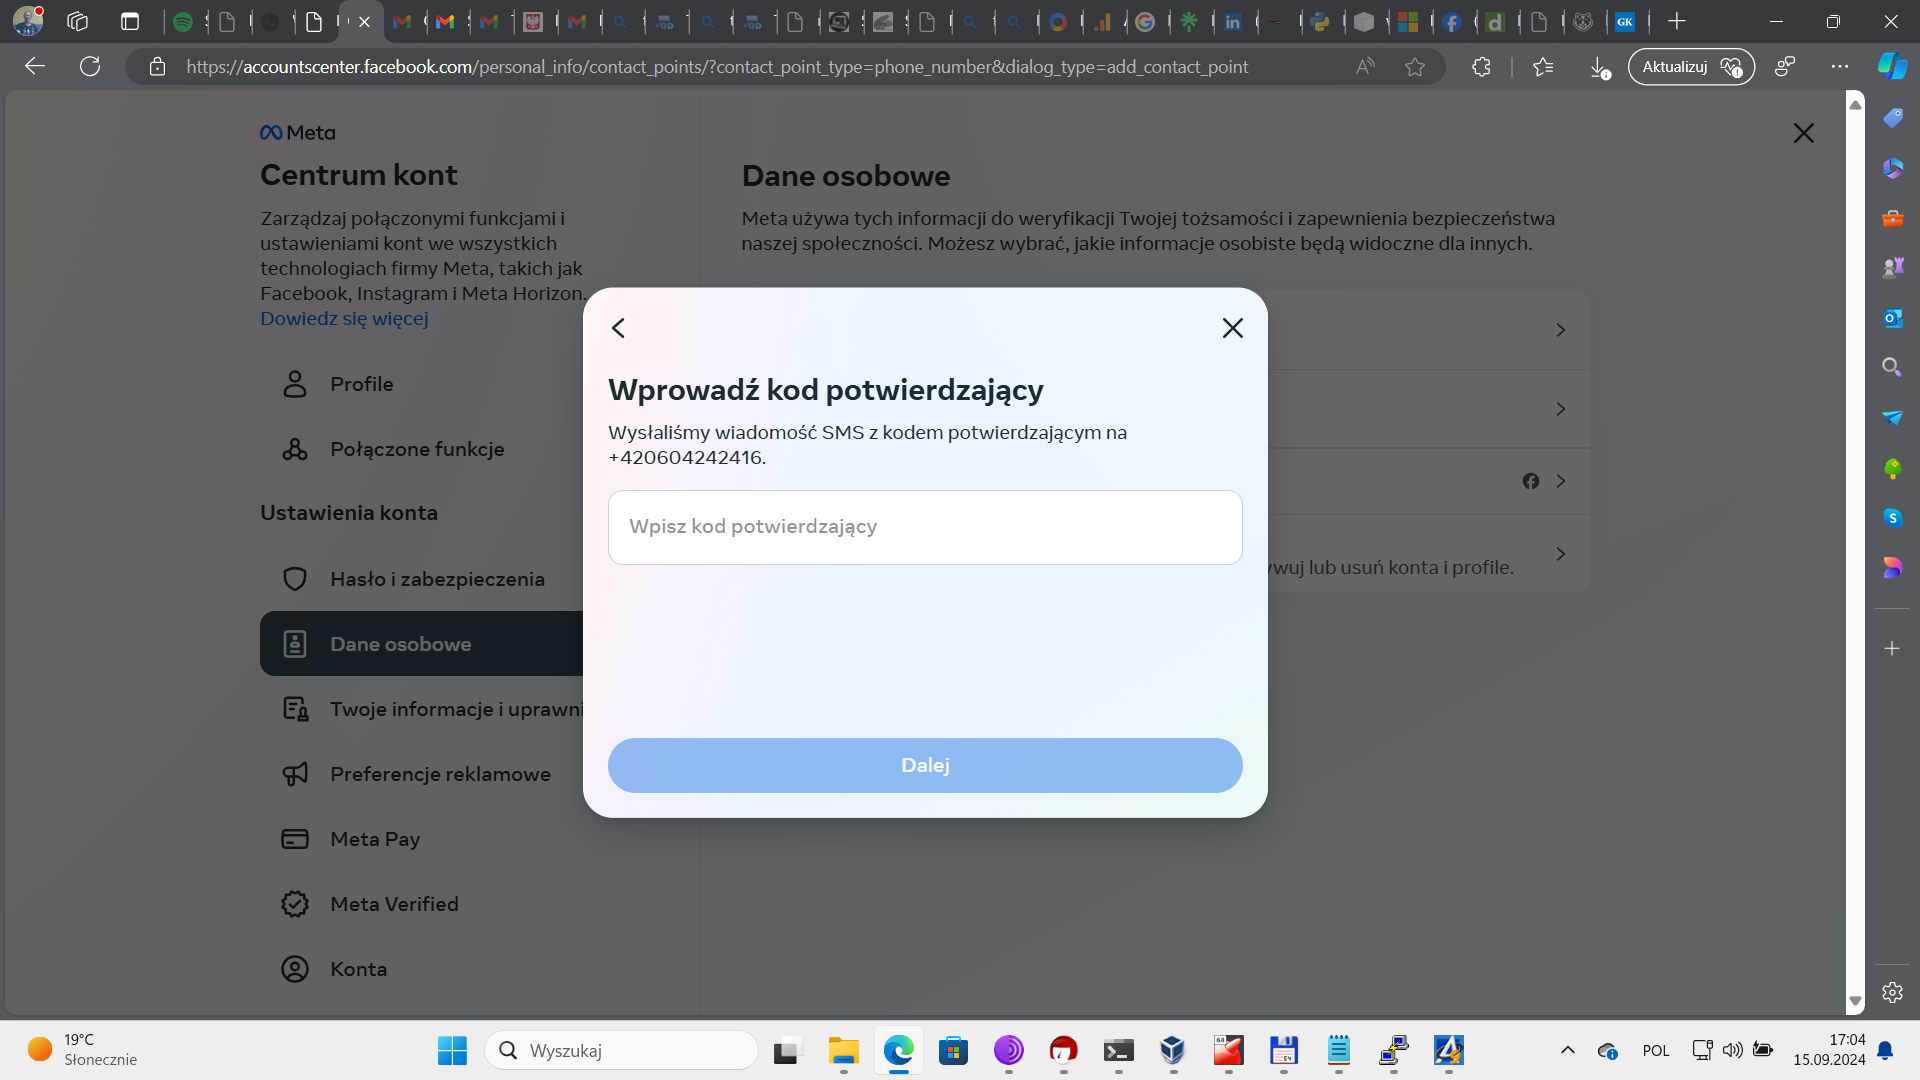 https://accountscenter.facebook.com/personal_info/contact_points/?contact_point_type=phone_number&dialog_type=add_contact_point
Aktualizuj
Meta
Centrum kont
Zarządzaj połączonymi funkcjami i
ustawieniami kont we wszystkich
technologiach firmy Meta, takich jak
Facebook, Instagram i Meta Horizon.
Dowiedz się więcej
Profile
Połączone funkcje
Ustawienia konta
Hasło i zabezpieczenia
Dane osobowe
Twoje informacje i uprawni
Preferencje reklamowe
Meta Pay
Meta Verified
Konta
Dane osobowe
Meta używa tych informacji do weryfikacji Twojej tożsamości i zapewnienia bezpieczeństwa
naszej społeczności. Możesz wybrać, jakie informacje osobiste będą widoczne dla innych.
ywuj lub usuń konta i profile.
Wprowadź kod potwierdzający
Wysłaliśmy wiadomość SMS z kodem potwierdzającym na
+420604242416.
Wpisz kod potwierdzający
Dalej
19°C
Słonecznie
Wyszukaj
POL
17:04
15.09.2024